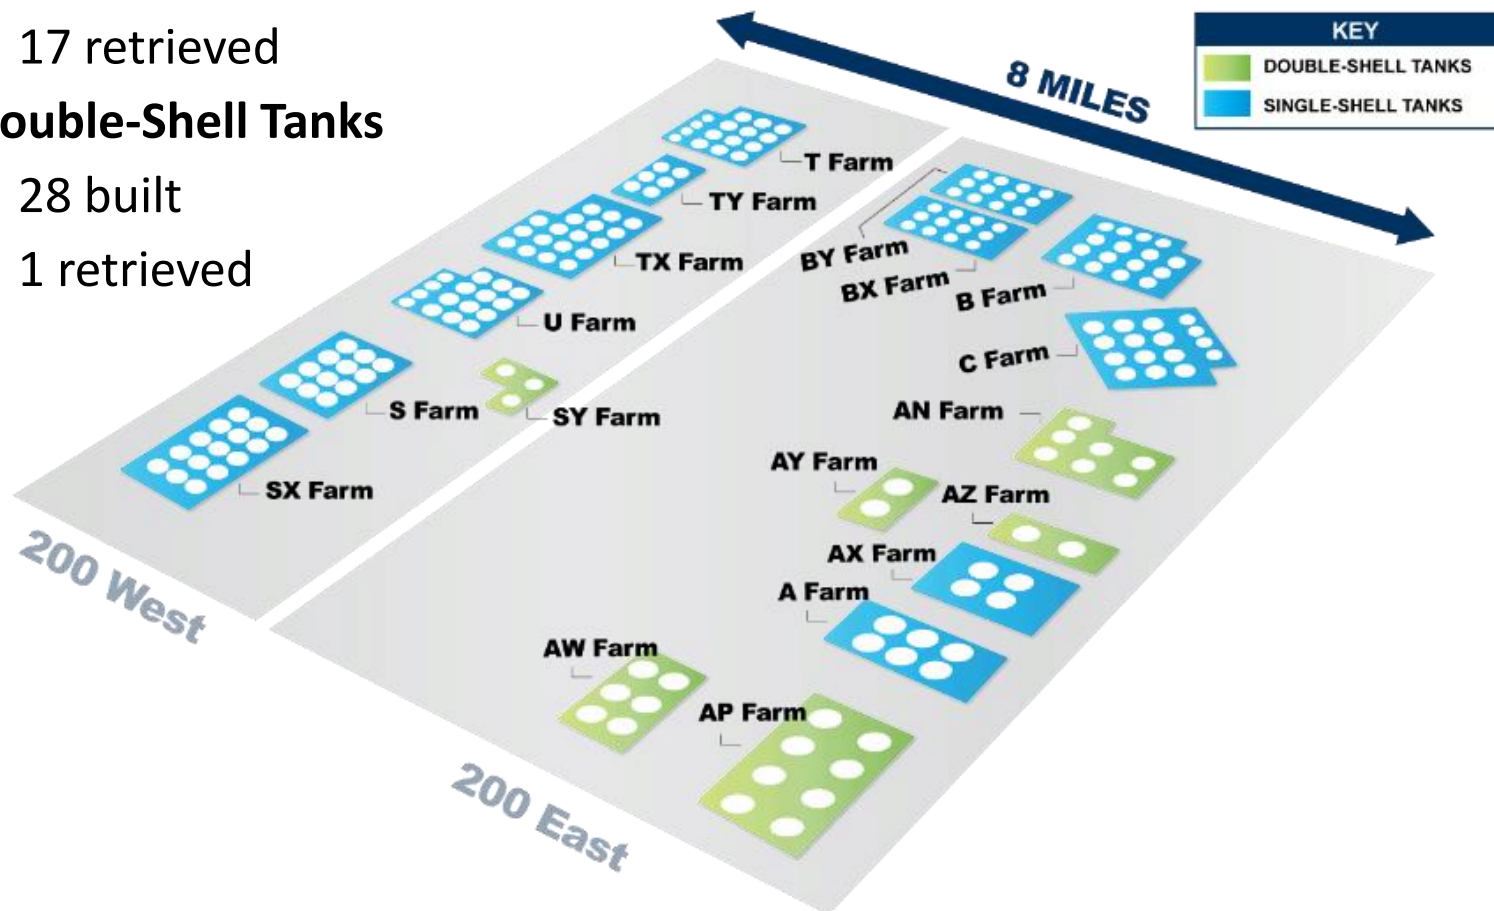 17 retrieved
ouble-Shell Tanks
28 built
1 retrieved
8 MILES
KEY
DOUBLE-SHELL TANKS
SINGLE-SHELL TANKS
T Farm
TY Farm
TX Farm
U Farm
S Farm
SY Farm
SX Farm
BY Farm
BX Farm
B Farm
C Farm
AN Farm
AY Farm
AZ Farm
AX Farm
A Farm
AW Farm
AP Farm
200 West
200 East